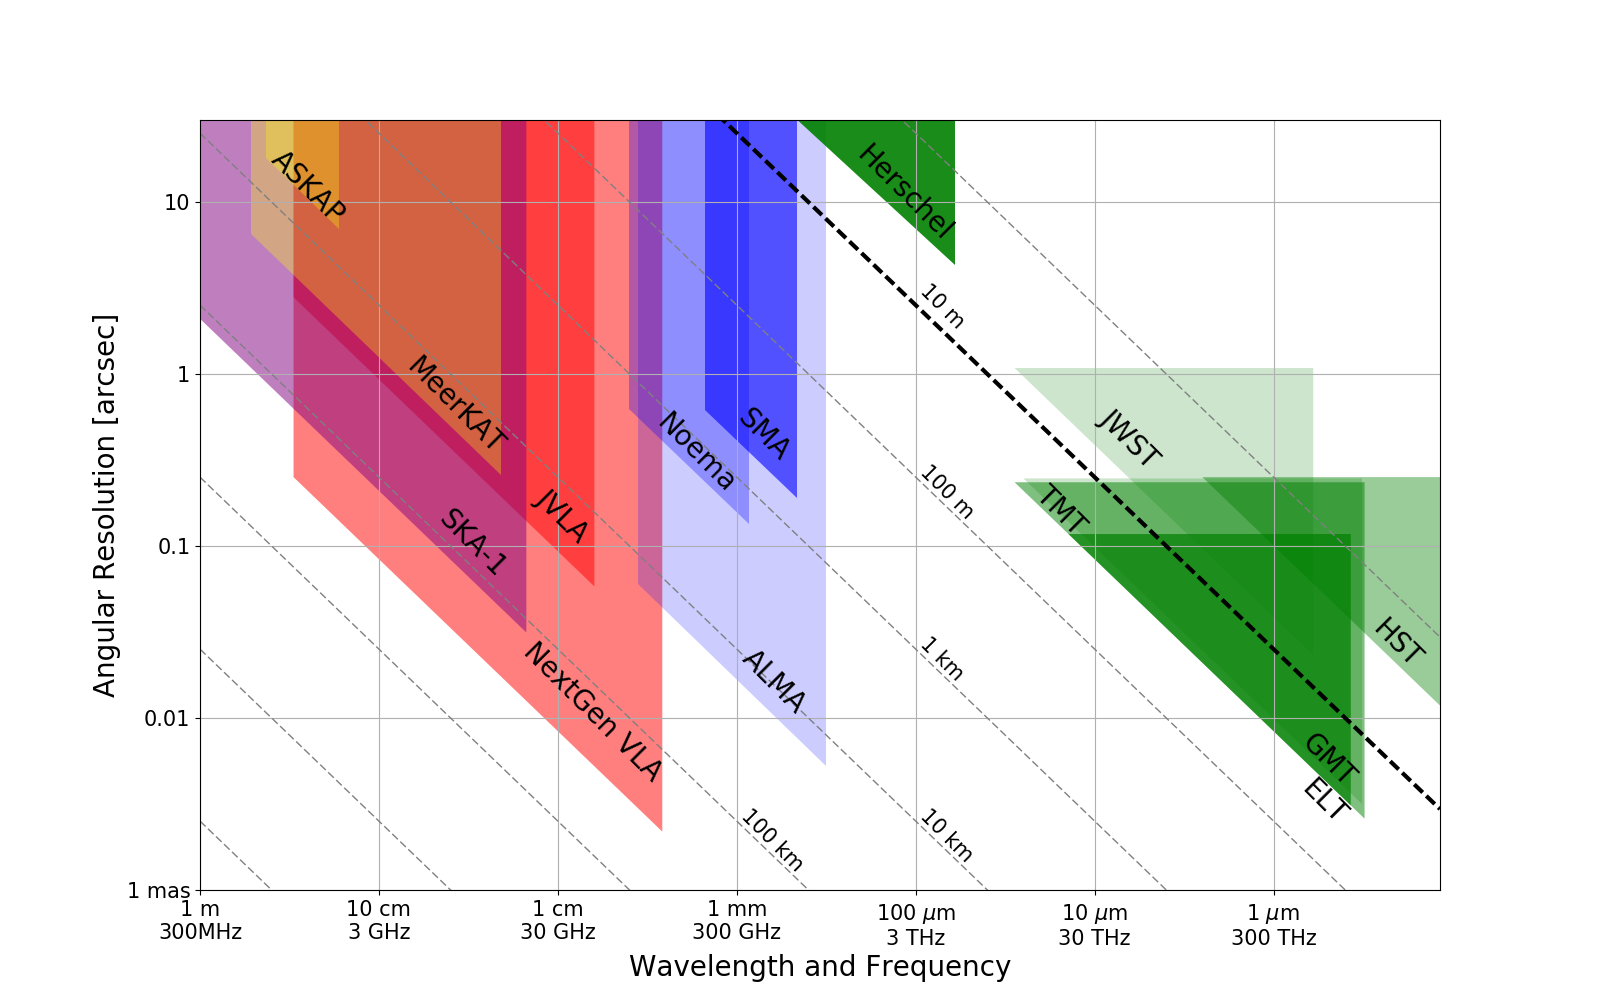 Angular Resolution [arcsec]
10
1
0.1
0.01
1 mas
ASKAP
MeerKAT
SKA-1
JVLA
NextGen VLA
Noema
SMA
ALMA
Herschel
JWST
TMT
HST
GMT
ELT
10 m
100 m
1 km
10 km
100 km
1 m
300MHz
10 cm
3 GHz
1 cm
30 GHz
1 mm
300 GHz
100 μm
3 THz
10 μm
30 THz
1 μm
300 THz
Wavelength and Frequency